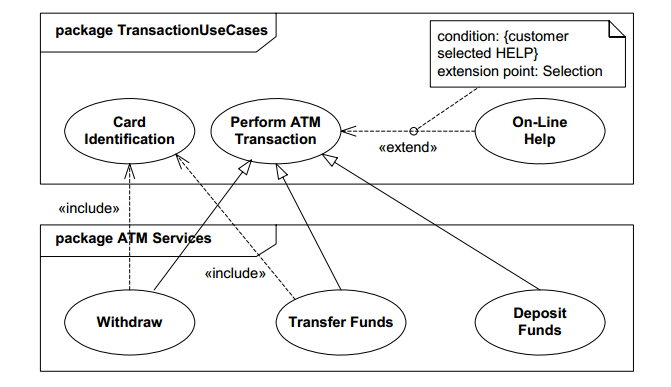 package TransactionUseCases
condition: {customer
selected HELP}
extension point: Selection
Card
Identification
Perform ATM
Transaction
On-Line
Help
«extend»
«include»
package ATM Services
«include»
Withdraw
Transfer Funds
Deposit
Funds